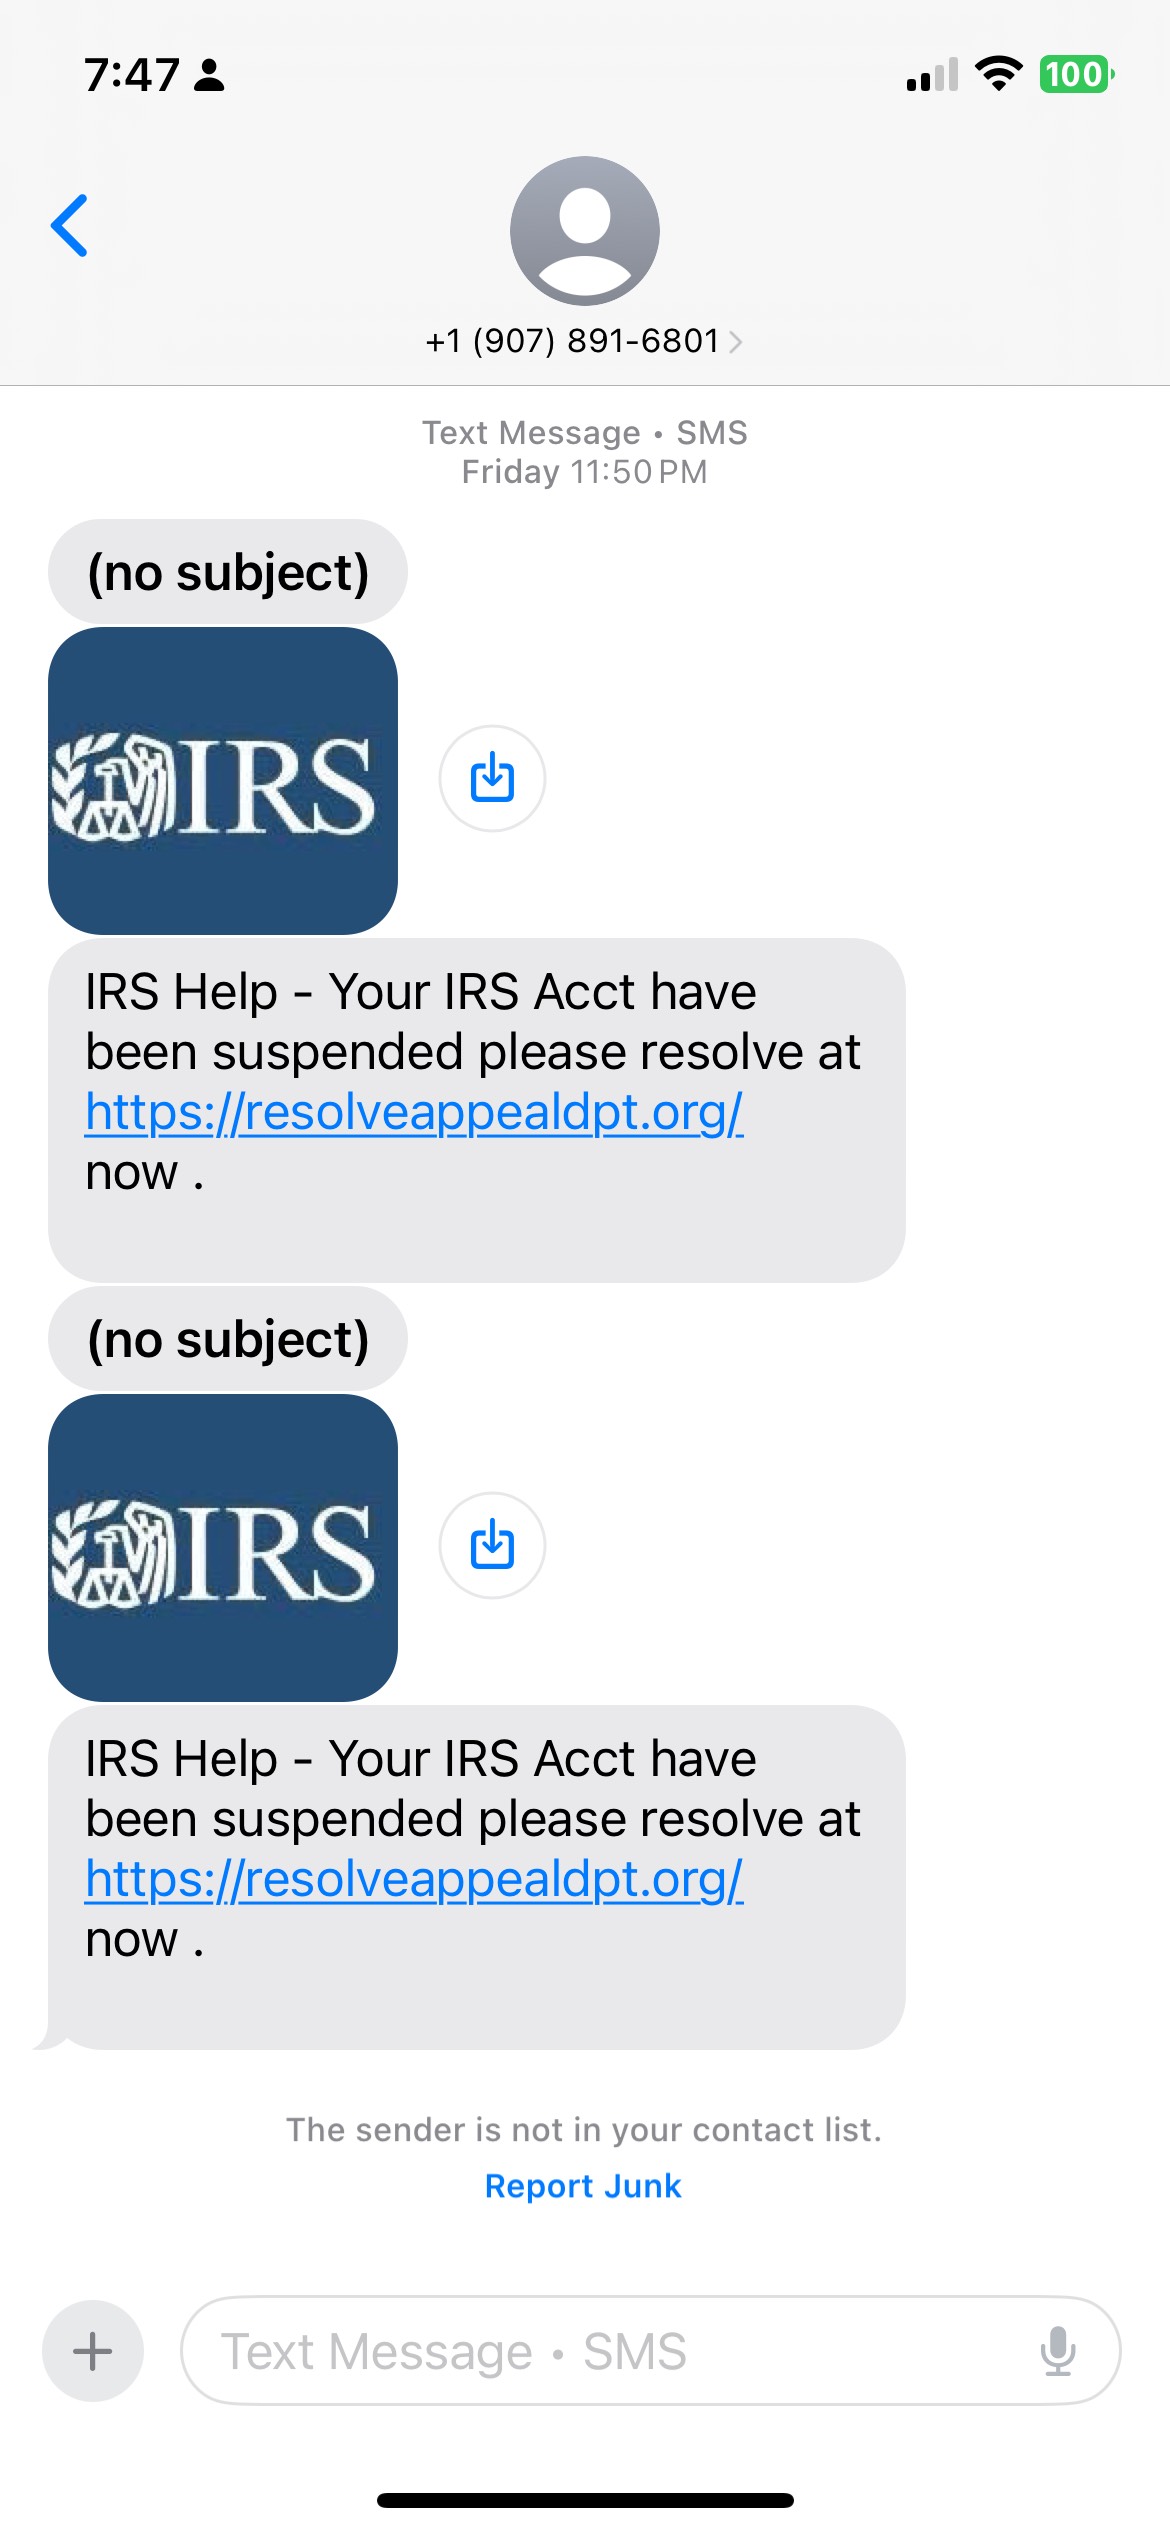 7:47
100
+1 (907) 891-6801
Text Message • SMS
Friday 11:50 PM
(no subject)
IRS
IRS Help - Your IRS Acct have
been suspended please resolve at
https://resolveappealdpt.org/
now .
(no subject)
IRS
IRS Help - Your IRS Acct have
been suspended please resolve at
https://resolveappealdpt.org/
now .
The sender is not in your contact list.
Report Junk
Text Message • SMS